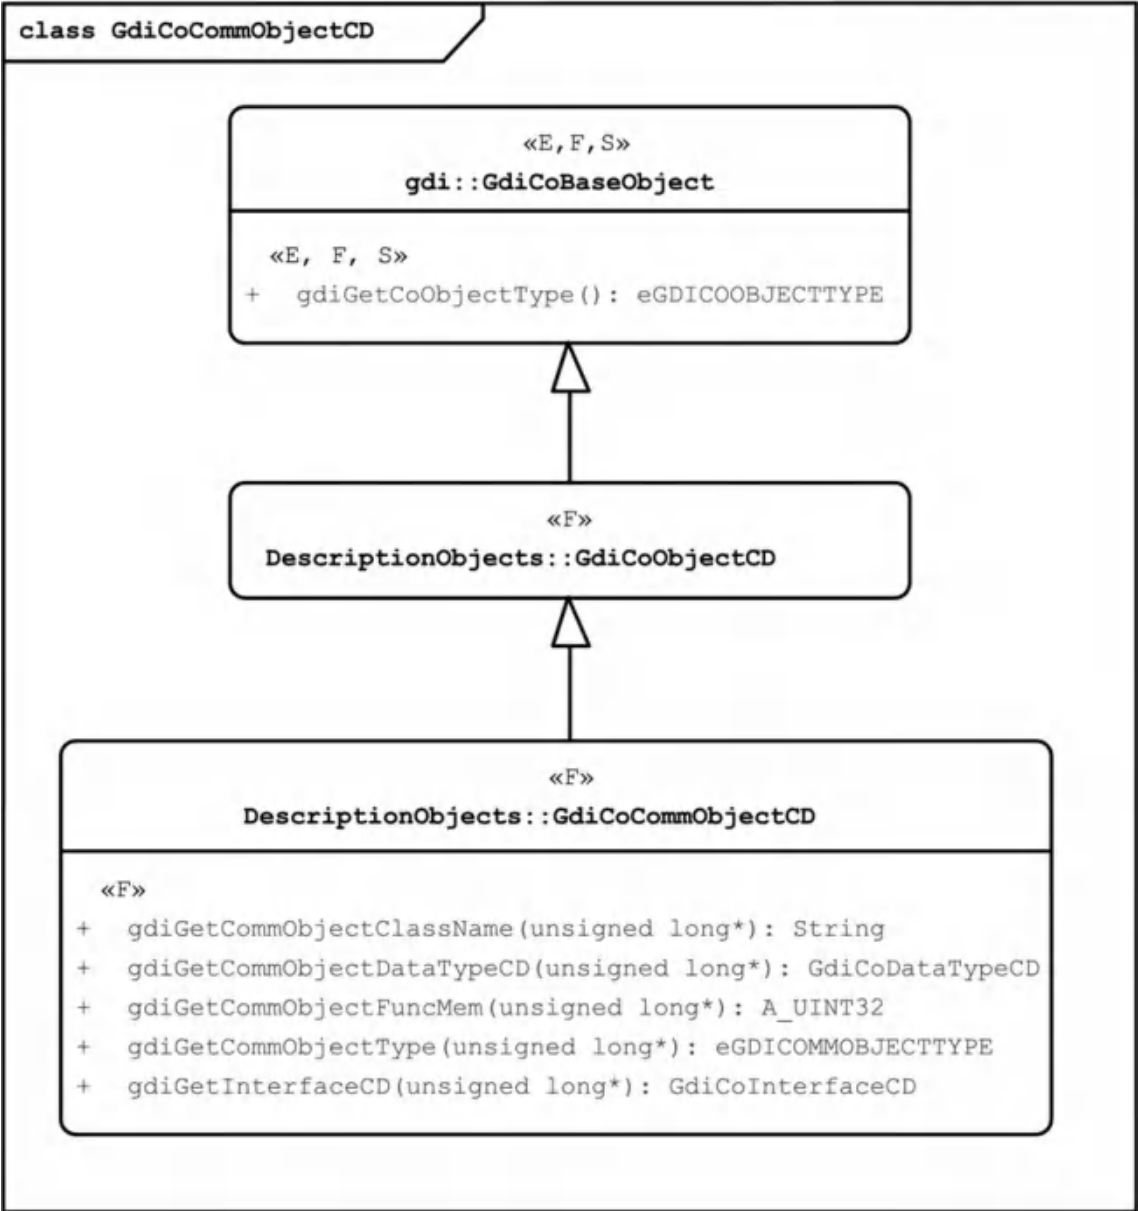 class GdiCoCommObjectCD
«E,F,S»
gdi::GdiCoBaseObject
«E, F, S»
+ gdiGetCoObjectType(): eGDICOOBJECTTYPE
«F»
DescriptionObjects::GdiCoObjectCD
«F»
DescriptionObjects::GdiCoCommObjectCD
«F»
+ gdiGetCommObjectClassName(unsigned long*): String
+ gdiGetCommObjectDataTypeCD(unsigned long*): GdiCoDataTypeCD
+ gdiGetCommObjectFuncMem(unsigned long*): A_UINT32
+ gdiGetCommObjectType(unsigned long*): eGDICOMMOBJECTTYPE
+ gdiGetInterfaceCD(unsigned long*): GdiCoInterfaceCD